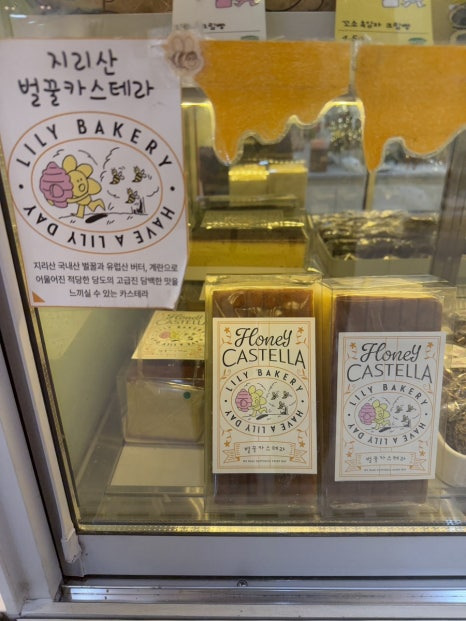 지리산
벌꿀카스테라
LILY BAKERY
HAVE A LILY DAY
지리산 국내산 벌꿀과 유럽산 버터, 계란으로
어울어진 적당한 당도의 고급진 담백한 맛을
느끼실 수 있는 카스테라
Honey
CASTELLA
LILY BAKERY
HAVE A LILY DAY
벌꿀카스테라
Honey
CASTELLA
LILY BAKERY
HAVE A LILY DAY
벌꿀카스테라